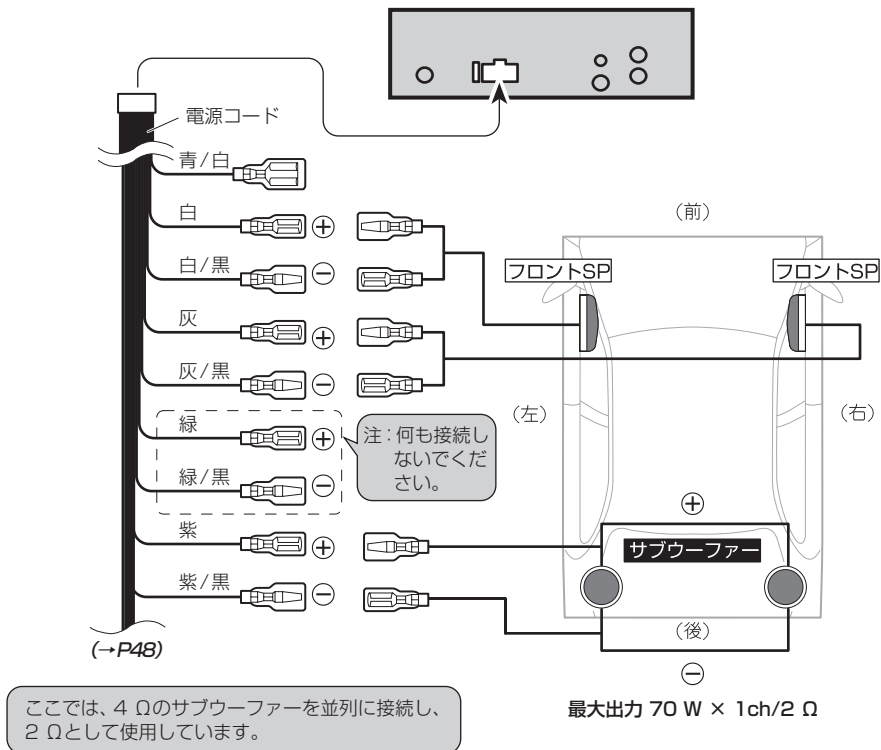 電源コード
青/白
白
⊕
白/黒
⊖
灰
⊕
灰/黒
⊖
緑
⊕
緑/黒
⊖
注:何も接続し
ないでくだ
さい。
紫
⊕
紫/黒
⊖
(→P48)
(前)
フロントSP
フロントSP
(左)
(右)
⊕
サブウーファー
(後)
⊖
最大出力 70 W × 1ch/2 Ω
ここでは、4 Ωのサブウーファーを並列に接続し、
2 Ωとして使用しています。